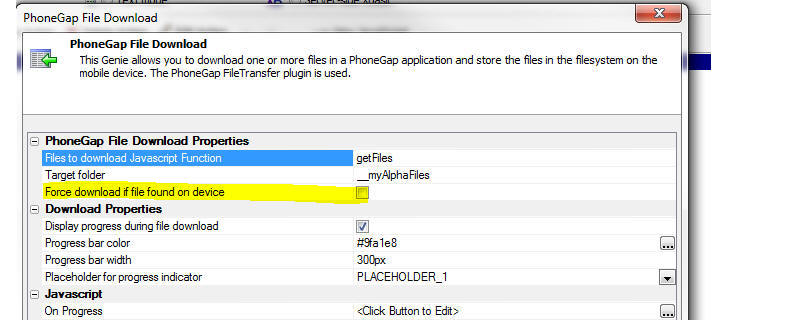 PhoneGap File Download
PhoneGap File Download
This Genie allows you to download one or more files in a PhoneGap application and store the files in the filesystem on the
mobile device. The PhoneGap FileTransfer plugin is used.
PhoneGap File Download Properties
Files to download Javascript Function getFiles
Target folder __myAlphaFiles
Force download if file found on device
Download Properties
Display progress during file download
Progress bar color #9fa1e8 ...
Progress bar width 300px
Placeholder for progress indicator PLACEHOLDER_1
Javascript
On Progress <Click Button to Edit> ...